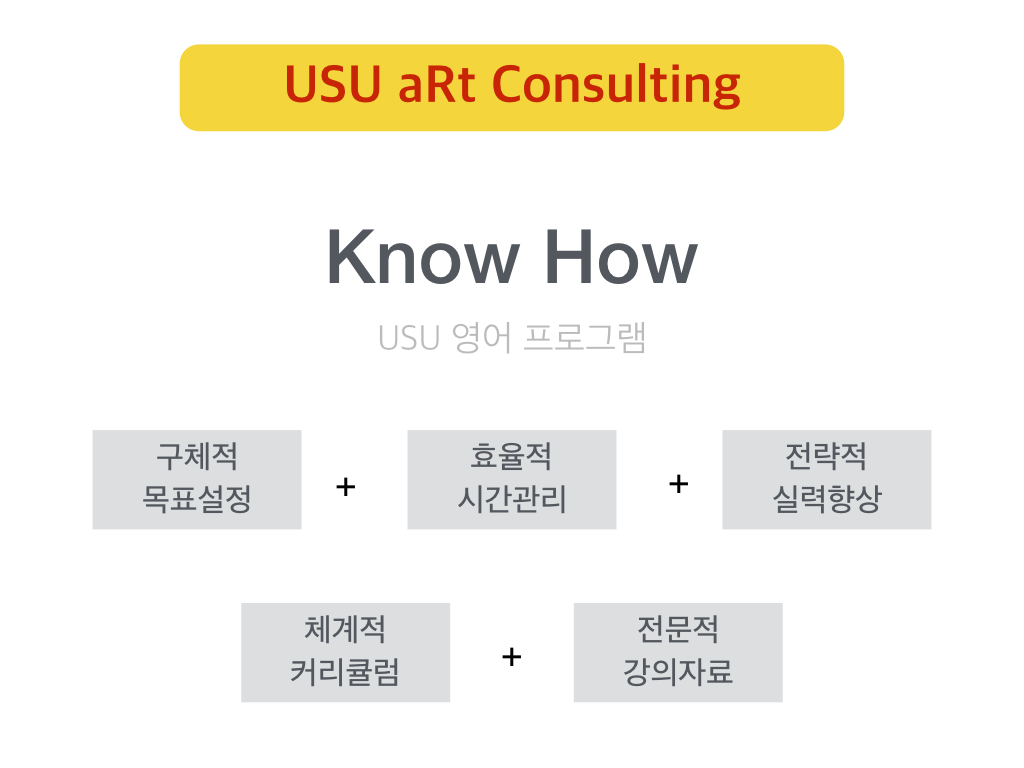 USU aRt Consulting
Know How
USU 영어 프로그램
구체적
목표설정
+
효율적
시간관리
+
전략적
실력향상
체계적
커리큘럼
+
전문적
강의자료